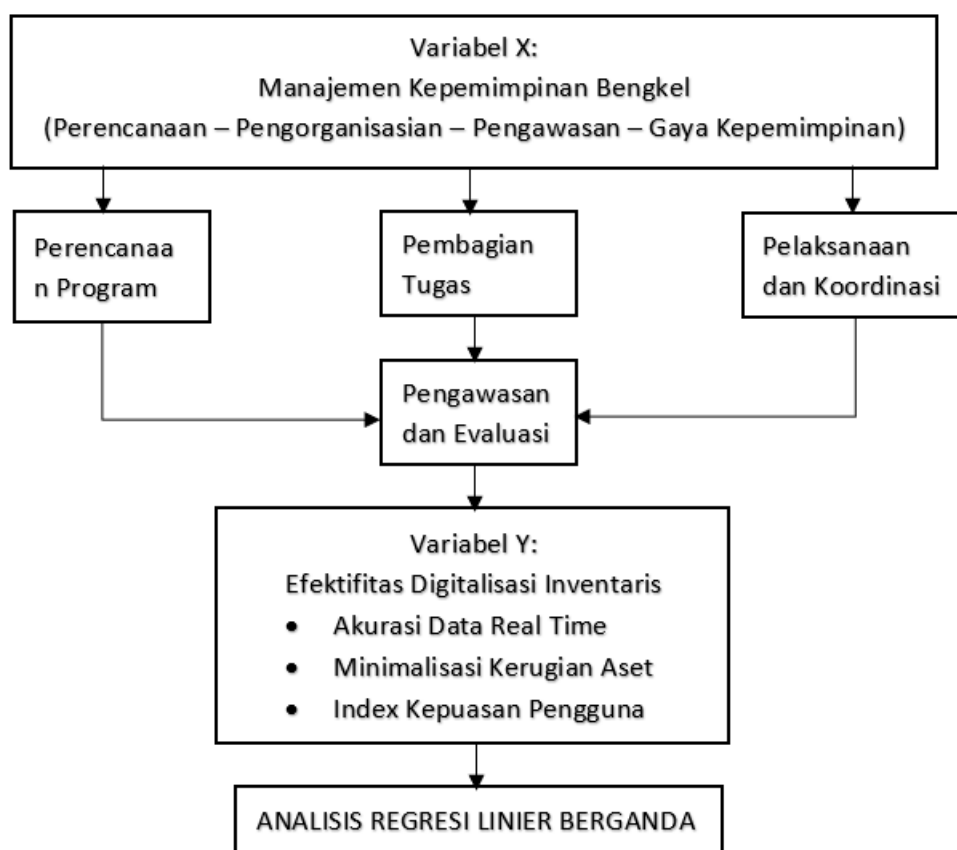 Variabel X:
Manajemen Kepemimpinan Bengkel
(Perencanaan – Pengorganisasian – Pengawasan – Gaya Kepemimpinan)
Perencanaa
n Program
Pembagian
Tugas
Pelaksanaan
dan Koordinasi
Pengawasan
dan Evaluasi
Variabel Y:
Efektifitas Digitalisasi Inventaris
• Akurasi Data Real Time
• Minimalisasi Kerugian Aset
• Index Kepuasan Pengguna
ANALISIS REGRESI LINIER BERGANDA